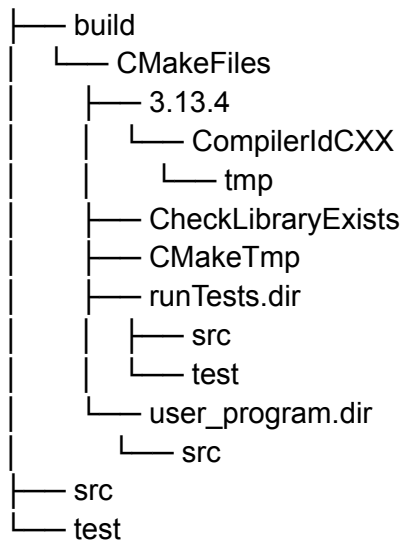 ├── build
│ └── CMakeFiles
│ ├── 3.13.4
│ │ └── CompilerIdCXX
│ │ └── tmp
│ ├── CheckLibraryExists
│ ├── CMakeTmp
│ ├── runTests.dir
│ │ ├── src
│ │ └── test
│ └── user_program.dir
│ └── src
├── src
└── test